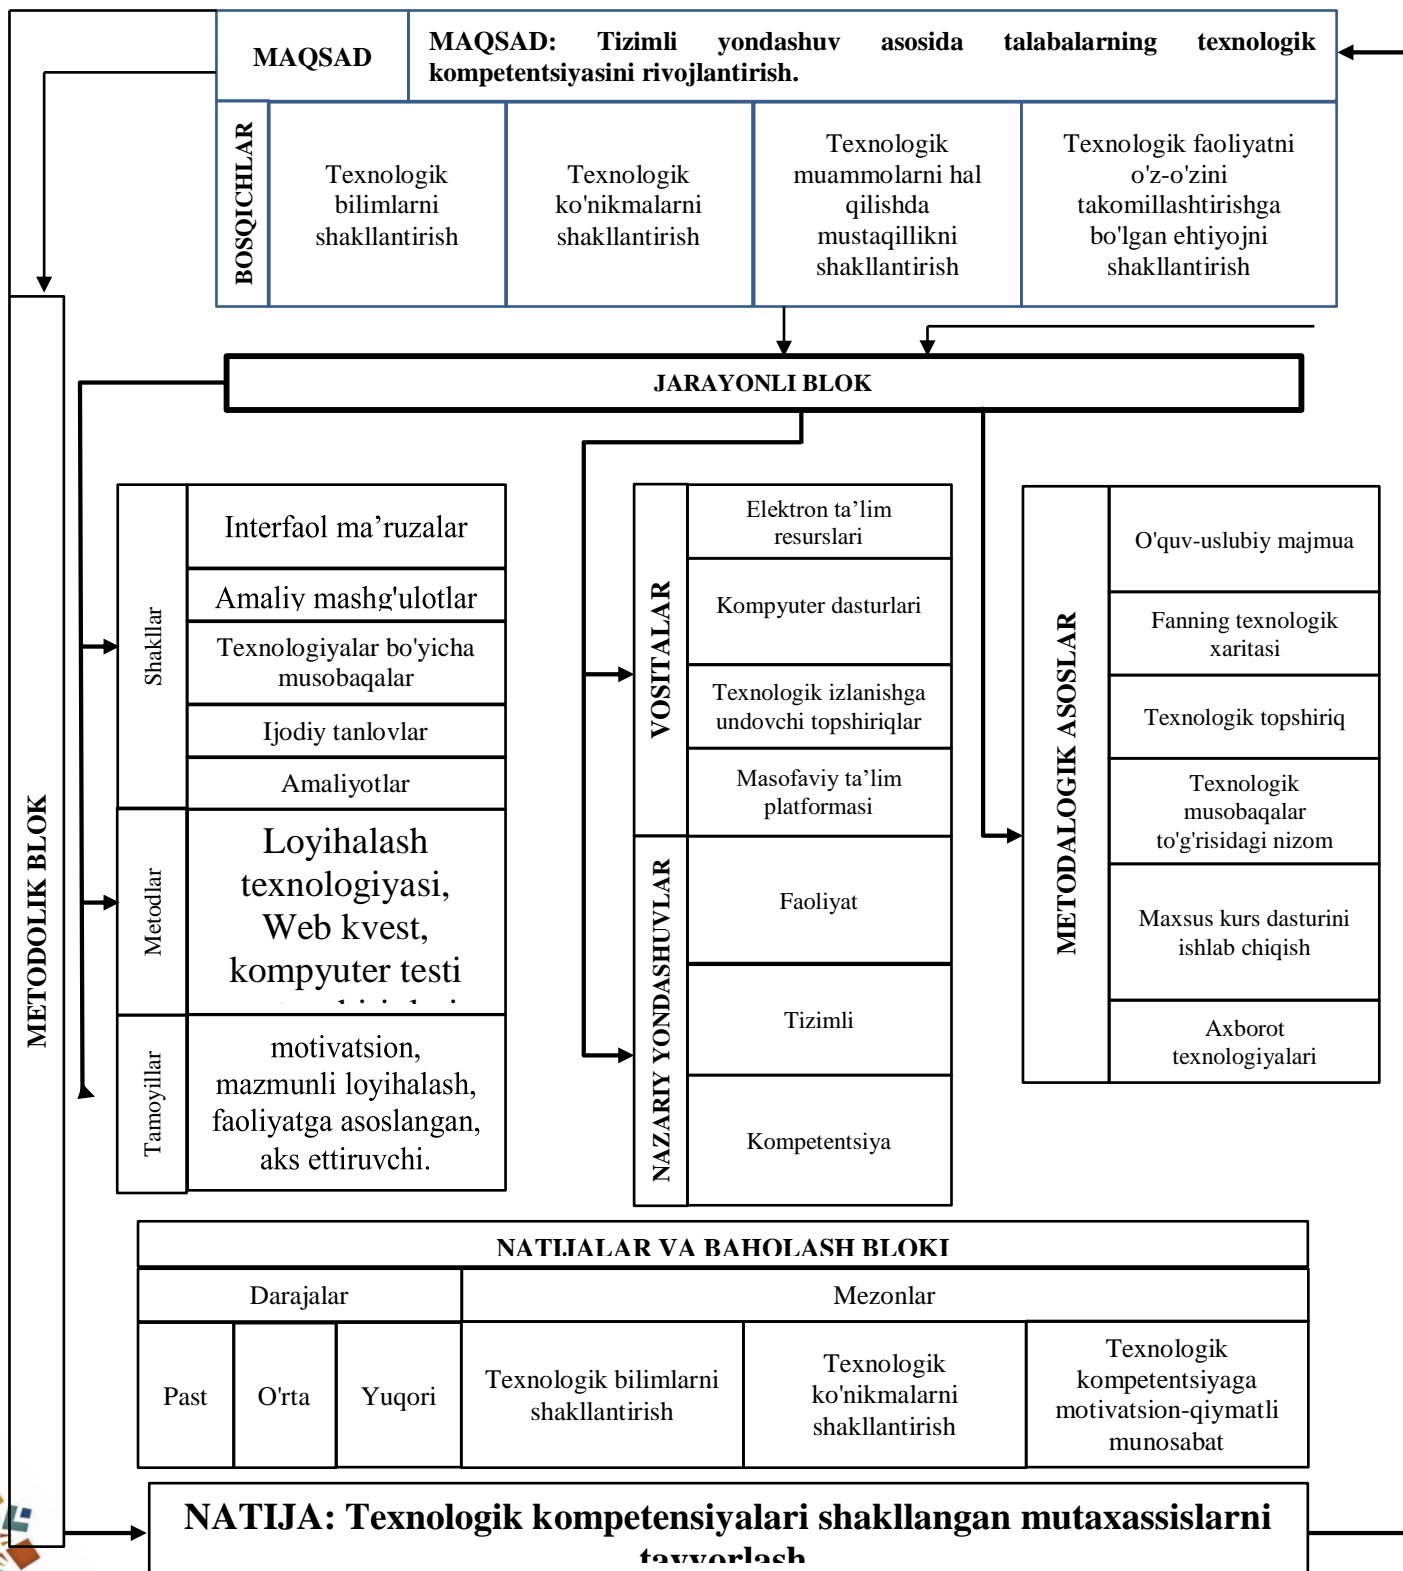 MAQSAD
MAQSAD: Tizimli yondashuv asosida talabalarning texnologik
kompetentsiyasini rivojlantirish.
BOSQICHLAR
Texnologik
bilimlarni
shakllantirish
Texnologik
ko'nikmalarni
shakllantirish
Texnologik
muammolarni hal
qilishda
mustaqillikni
shakllantirish
Texnologik faoliyatni
o'z-o'zini
takomillashtirishga
bo'lgan ehtiyojni
shakllantirish
JARAYONLI BLOK
METODOLIK BLOK
Shakllar
Interfaol ma’ruzalar
Amaliy mashg'ulotlar
Texnologiyalar bo'yicha
musobaqalar
Ijodiy tanlovlar
Amaliyotlar
Metodlar
Loyihalash
texnologiyasi,
Web kvest,
kompyuter testi
Tamoyillar
motivatsion,
mazmunli loyihalash,
faoliyatga asoslangan,
aks ettiruvchi.
VOSITALAR
Elektron ta’lim
resurslari
Kompyuter dasturlari
Texnologik izlanishga
undovchi topshiriqlar
Masofaviy ta’lim
platformasi
NAZARIY YONDASHUVLAR
Faoliyat
Tizimli
Kompetentsiya
METODALOGIK ASOSLAR
O'quv-uslubiy majmua
Fanning texnologik
xaritasi
Texnologik topshiriq
Texnologik
musobaqalar
to'g'risidagi nizom
Maxsus kurs dasturini
ishlab chiqish
Axborot
texnologiyalari
NATIJALAR VA BAHOLASH BLOKI
Darajalar
Mezonlar
Past
O'rta
Yuqori
Texnologik bilimlarni
shakllantirish
Texnologik
ko'nikmalarni
shakllantirish
Texnologik
kompetentsiyaga
motivatsion-qiymatli
munosabat
NATIJA: Texnologik kompetensiyalari shakllangan mutaxassislarni
tayyorlash